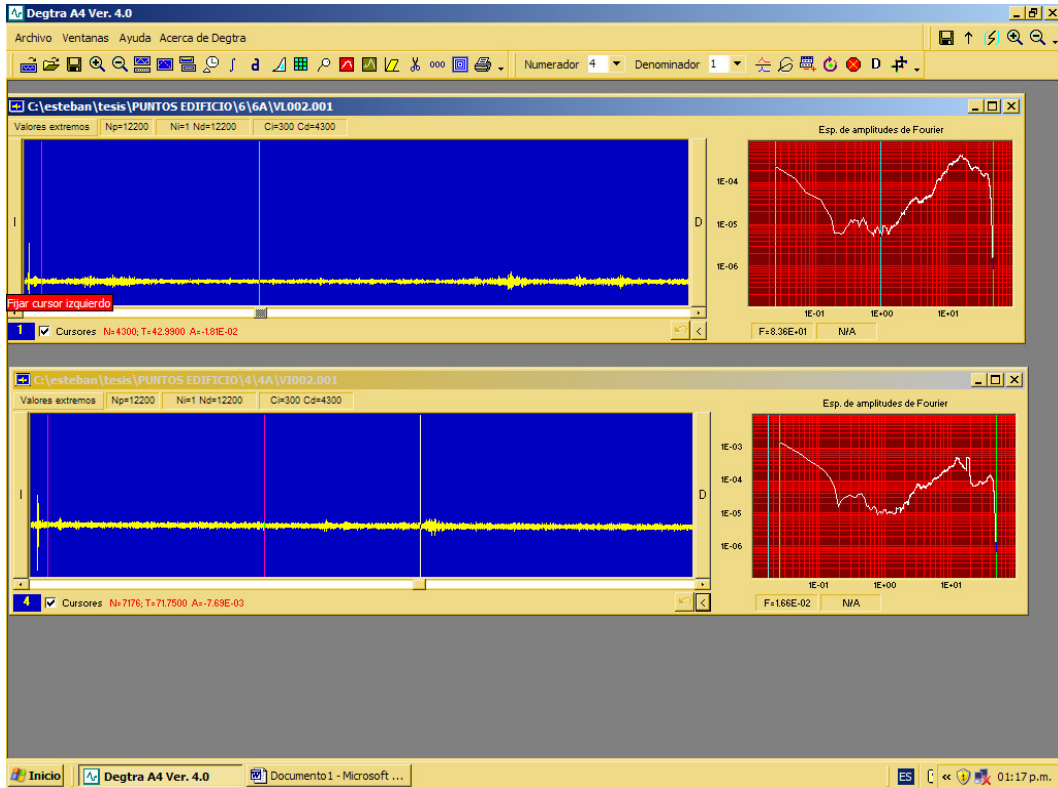 Degtra A4 Ver. 4.0
Archivo Ventanas Ayuda Acerca de Degtra
Numerador 4 Denominador 1 D
C:\esteban\tesis\PUNTOS EDIFICIO\6\6A\VL002.001
Valores extremos Np=12200 Ni=1 Nd=12200 Ci=300 Cd=4300
Esp. de amplitudes de Fourier
1E-04
I D 1E-05
1E-06
Fijar cursor izquierdo
1E-01 1E+00 1E+01
1 Cursores N=4300; T=42.9900 A=-1.81E-02 < F=8.36E+01 N/A
C:\esteban\tesis\PUNTOS EDIFICIO\4\4A\VI002.001
Valores extremos Np=12200 Ni=1 Nd=12200 Ci=300 Cd=4300
Esp. de amplitudes de Fourier
1E-03
1E-04
I D
1E-05
1E-06
1E-01 1E+00 1E+01
4 Cursores N=7176; T=71.7500 A=-7.69E-03 < F=1.66E-02 N/A
Inicio Degtra A4 Ver. 4.0 Documento1 - Microsoft ... ES « 01:17 p.m.